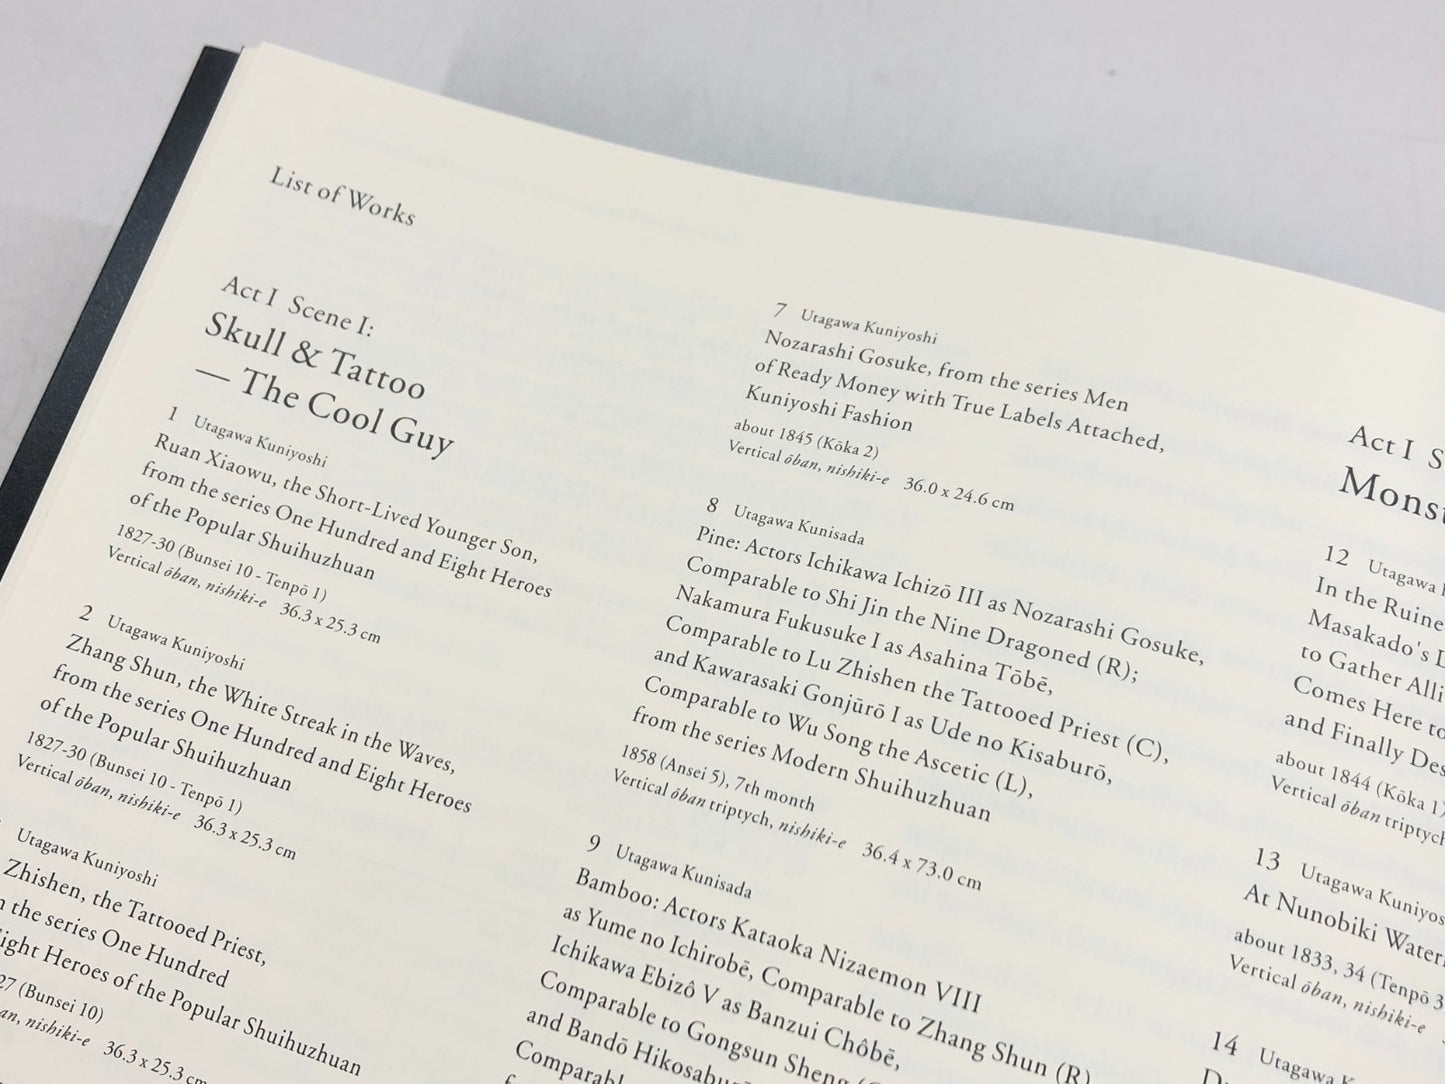 List of Works
Act I Scene I:
Skull & Tattoo
— The Cool Guy
1 Utagawa Kuniyoshi
Ruan Xiaowu, the Short-Lived Younger Son,
from the series One Hundred and Eight Heroes
of the Popular Shuihuzhuan
1827-30 (Bunsei 10 - Tenpō 1)
Vertical ōban, nishiki-e 36.3 x 25.3 cm
2 Utagawa Kuniyoshi
Zhang Shun, the White Streak in the Waves,
from the series One Hundred and Eight Heroes
of the Popular Shuihuzhuan
1827-30 (Bunsei 10 - Tenpō 1)
Vertical ōban, nishiki-e 36.3 x 25.3 cm
Utagawa Kuniyoshi
Zhishen, the Tattooed Priest,
the series One Hundred
Heroes of the Popular Shuihuzhuan
(Bunsei 10)
nishiki-e 36.3 x 25.3 cm
7 Utagawa Kuniyoshi
Nozarashi Gosuke, from the series Men
of Ready Money with True Labels Attached,
Kuniyoshi Fashion
about 1845 (Kōka 2)
Vertical ōban, nishiki-e 36.0 x 24.6 cm
8 Utagawa Kunisada
Pine: Actors Ichikawa Ichizō III as Nozarashi Gosuke,
Comparable to Shi Jin the Nine Dragoned (R);
Nakamura Fukusuke I as Asahina Tōbē,
Comparable to Lu Zhishen the Tattooed Priest (C),
and Kawarasaki Gonjūrō I as Ude no Kisaburō,
Comparable to Wu Song the Ascetic (L),
from the series Modern Shuihuzhuan
1858 (Ansei 5), 7th month
Vertical ōban triptych, nishiki-e 36.4 x 73.0 cm
9 Utagawa Kunisada
Bamboo: Actors Kataoka Nizaemon VIII
as Yume no Ichirobē, Comparable to Zhang Shun (R)
Ichikawa Ebizô V as Banzui Chôbē,
Comparable to Gongsun Sheng
and Bandō
Act I
12 Utagawa
In the
Masakado's
to Gather
Comes Here to
and Finally
about 1844 (Kōka 1)
Vertical ōban
13 Utagawa
At Nunobiki
about 1833, 34 (Tenpō
Vertical ōban, nishiki-e
14 Utagawa